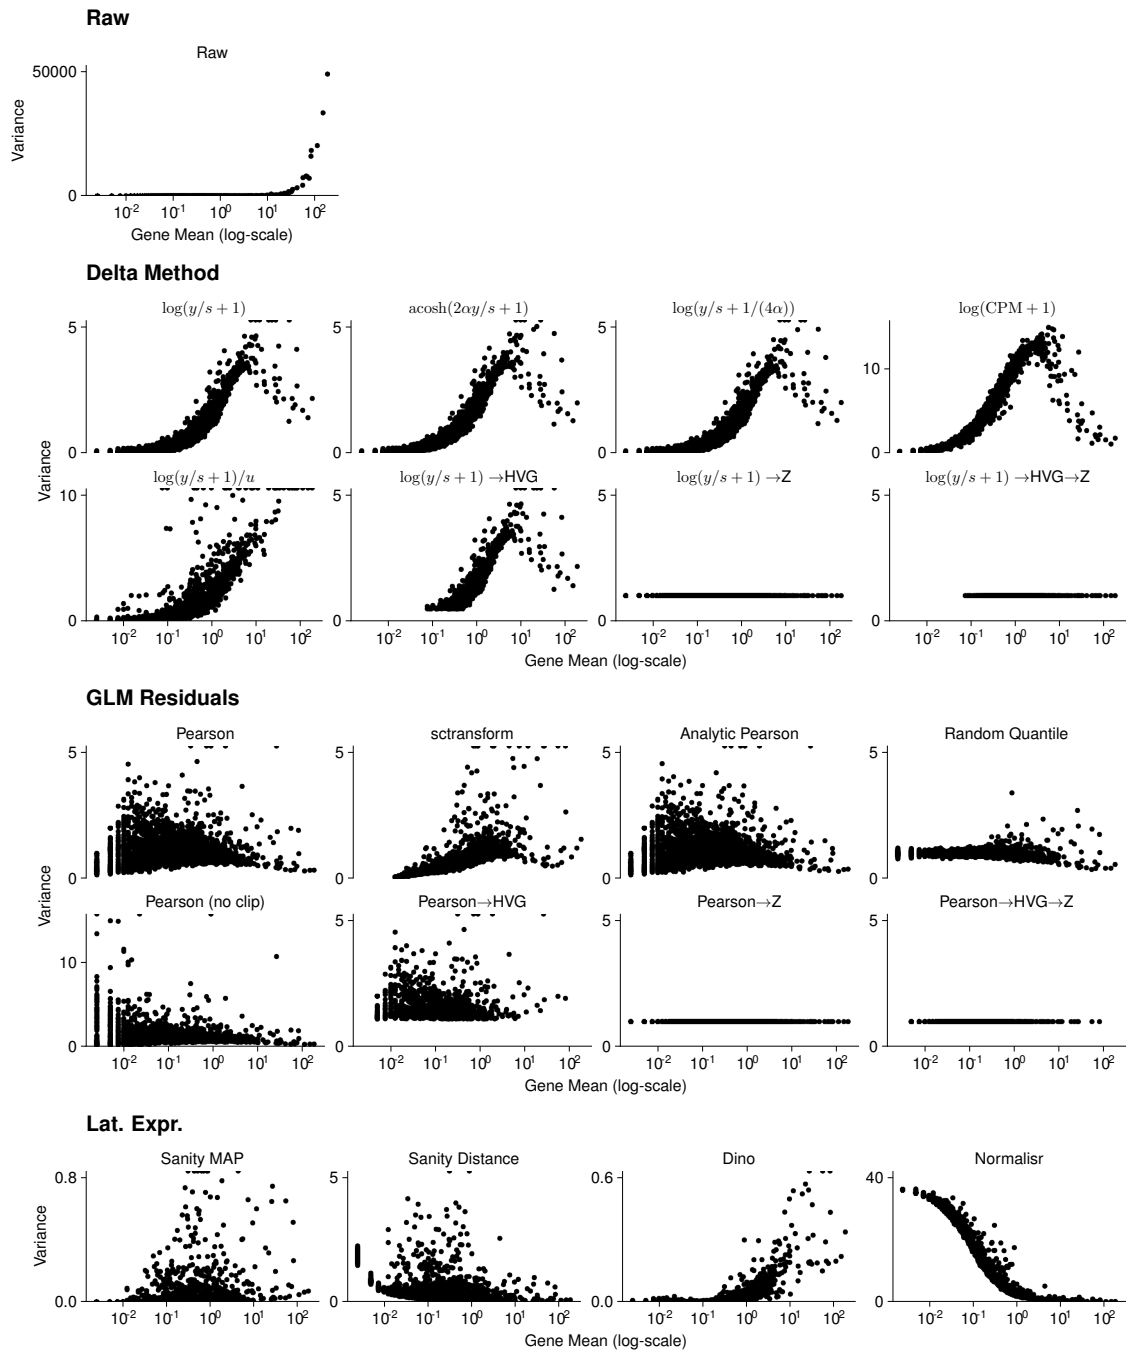 Raw
Raw
50000
Variance
0
10⁻² 10⁻¹ 10⁰ 10¹ 10²
Gene Mean (log-scale)
Delta Method
log(y/s + 1) acosh(2αy/s + 1) log(y/s + 1/(4α)) log(CPM + 1)
5 5 5 10
0 0 0 0
Variance
log(y/s + 1)/u log(y/s + 1) →HVG log(y/s + 1) →Z log(y/s + 1) →HVG→Z
10 5 5 5
5
0 0 0 0
10⁻² 10⁻¹ 10⁰ 10¹ 10² 10⁻² 10⁻¹ 10⁰ 10¹ 10² 10⁻² 10⁻¹ 10⁰ 10¹ 10² 10⁻² 10⁻¹ 10⁰ 10¹ 10²
Gene Mean (log-scale)
GLM Residuals
Pearson sctransform Analytic Pearson Random Quantile
5 5 5 5
0 0 0 0
Variance
Pearson (no clip) Pearson→HVG Pearson→Z Pearson→HVG→Z
10 5 5 5
0 0 0 0
10⁻² 10⁻¹ 10⁰ 10¹ 10² 10⁻² 10⁻¹ 10⁰ 10¹ 10² 10⁻² 10⁻¹ 10⁰ 10¹ 10² 10⁻² 10⁻¹ 10⁰ 10¹ 10²
Gene Mean (log-scale)
Lat. Expr.
Sanity MAP Sanity Distance Dino Normalisr
0.8 5 0.6 40
Variance
0.0 0 0.0 0
10⁻² 10⁻¹ 10⁰ 10¹ 10² 10⁻² 10⁻¹ 10⁰ 10¹ 10² 10⁻² 10⁻¹ 10⁰ 10¹ 10² 10⁻² 10⁻¹ 10⁰ 10¹ 10²
Gene Mean (log-scale)